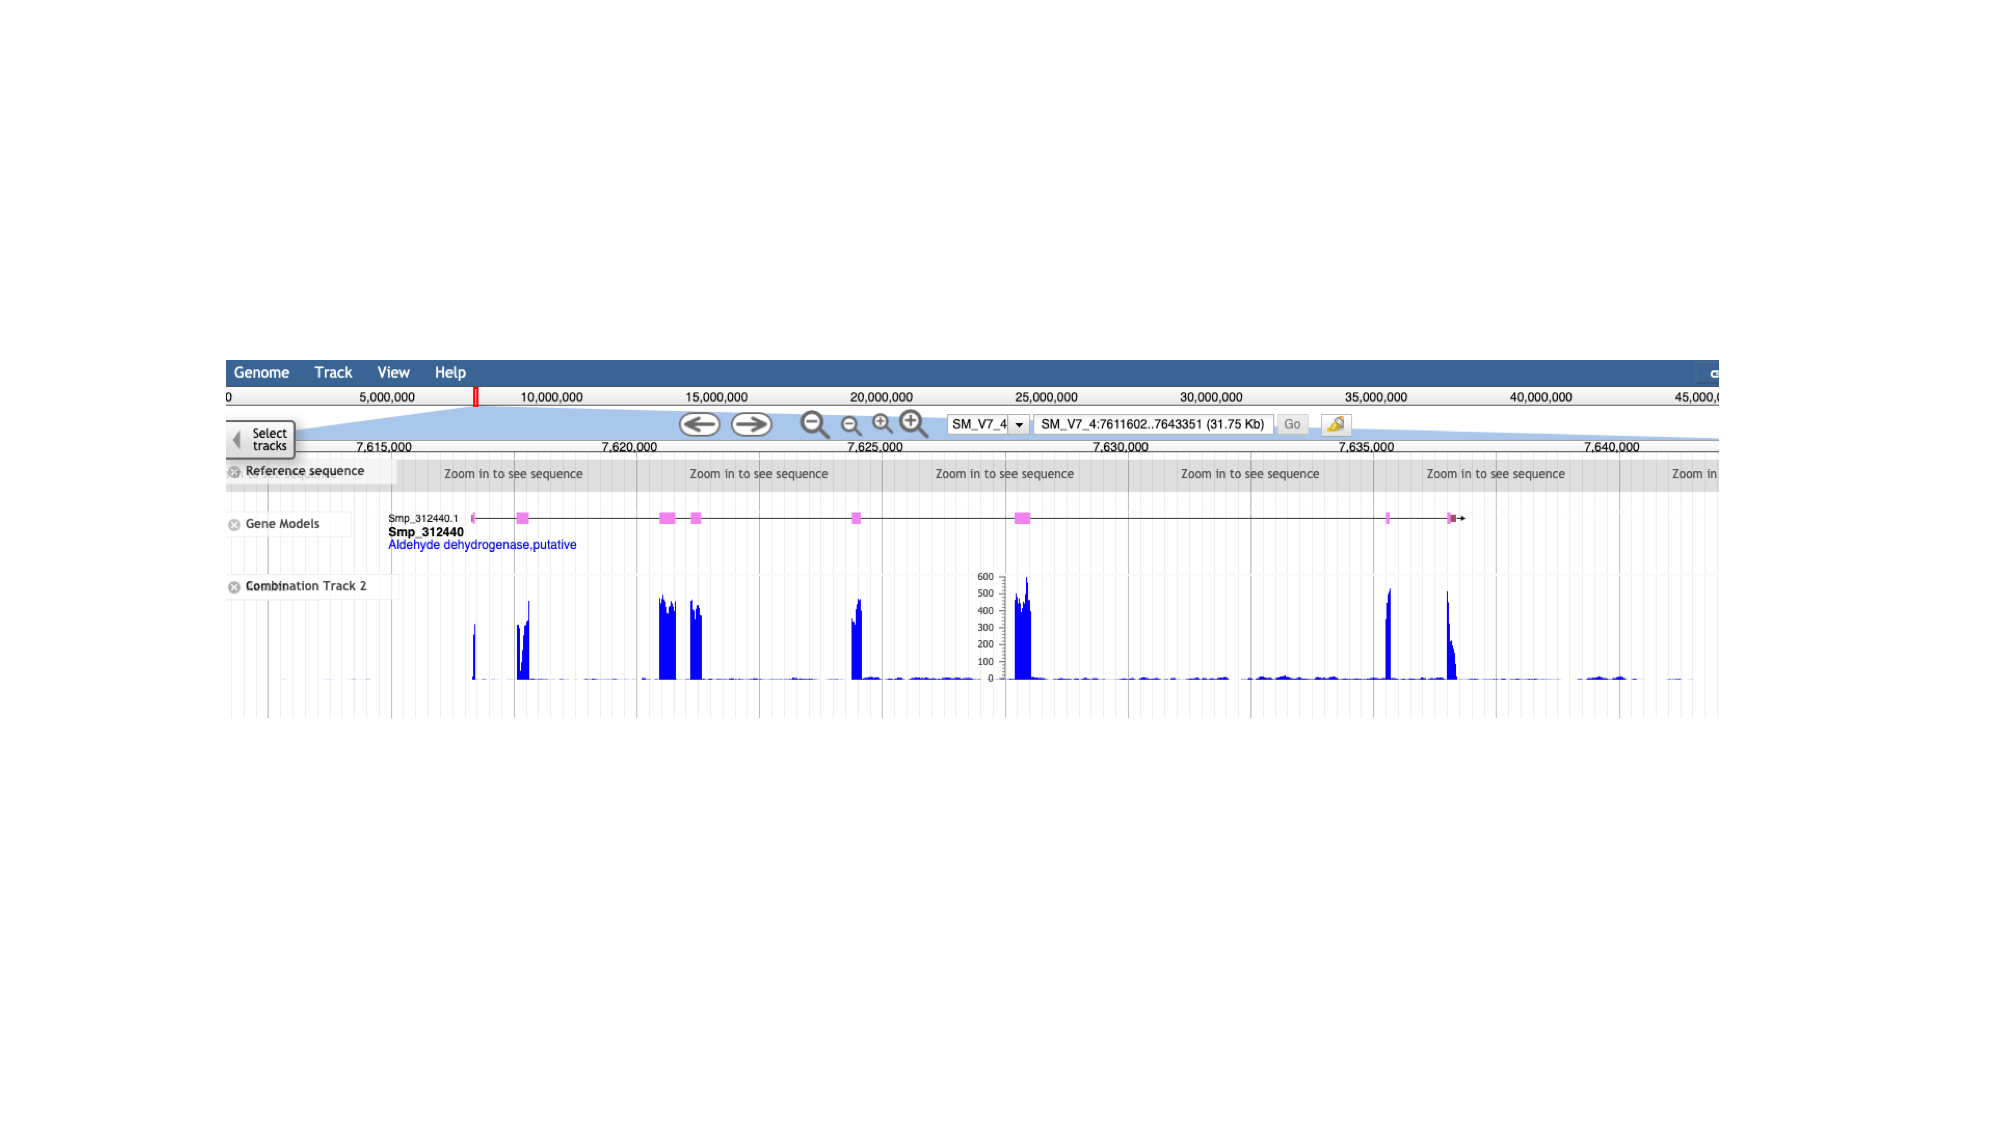 Genome Track View Help
0 5,000,000 10,000,000 15,000,000 20,000,000 25,000,000 30,000,000 35,000,000 40,000,000 45,000,0
Select
tracks
SM_V7_4 SM_V7_4:7611602..7643351 (31.75 Kb) Go
7,615,000 7,620,000 7,625,000 7,630,000 7,635,000 7,640,000
Reference sequence
Zoom in to see sequence Zoom in to see sequence Zoom in to see sequence Zoom in to see sequence Zoom in to see sequence Zoom in
Gene Models
Smp_312440.1
Smp_312440
Aldehyde dehydrogenase,putative
Combination Track 2
600
500
400
300
200
100
0